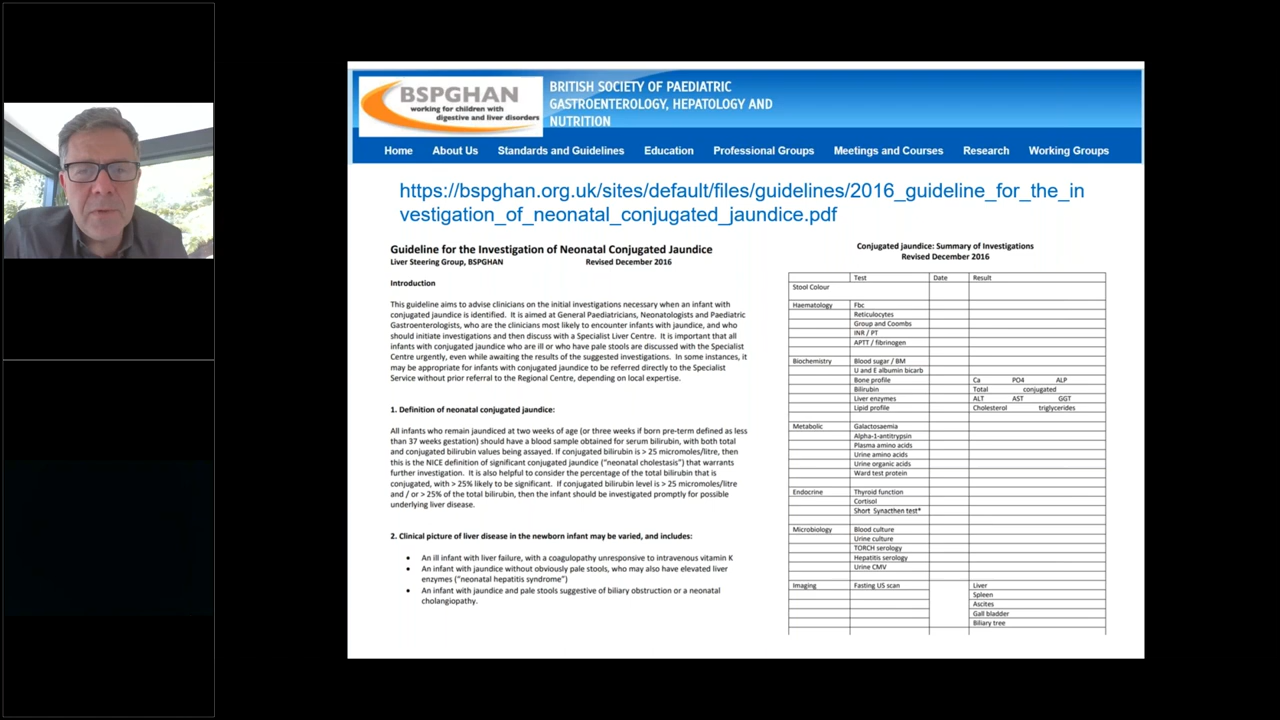 BSPGHAN
working for children with
digestive and liver disorders
BRITISH SOCIETY OF PAEDIATRIC
GASTROENTEROLOGY, HEPATOLOGY AND
NUTRITION
Home About Us Standards and Guidelines Education Professional Groups Meetings and Courses Research Working Groups
https://bspghan.org.uk/sites/default/files/guidelines/2016_guideline_for_the_in
vestigation_of_neonatal_conjugated_jaundice.pdf
Guideline for the Investigation of Neonatal Conjugated Jaundice
Liver Steering Group, BSPGHAN Revised December 2016
Introduction
This guideline aims to advise clinicians on the initial investigations necessary when an infant with
conjugated jaundice is identified. It is aimed at General Paediatricians, Neonatologists and Paediatric
Gastroenterologists, who are the clinicians most likely to encounter infants with jaundice, and who
should initiate investigations and then discuss with a Specialist Liver Centre. It is important that all
infants with conjugated jaundice who are ill or who have pale stools are discussed with the Specialist
Centre urgently, even while awaiting the results of the suggested investigations. In some instances, it
may be appropriate for infants with conjugated jaundice to be referred directly to the Specialist
Service without prior referral to the Regional Centre, depending on local expertise.
1. Definition of neonatal conjugated jaundice:
All infants who remain jaundiced at two weeks of age (or three weeks if born pre-term defined as less
than 37 weeks gestation) should have a blood sample obtained for serum bilirubin, with both total
and conjugated bilirubin values being assayed. If conjugated bilirubin is > 25 micromoles/litre, then
this is the NICE definition of significant conjugated jaundice ("neonatal cholestasis") that warrants
further investigation. It is also helpful to consider the percentage of the total bilirubin that is
conjugated, with > 25% likely to be significant. If conjugated bilirubin level is > 25 micromoles/litre
and / or > 25% of the total bilirubin, then the infant should be investigated promptly for possible
underlying liver disease.
2. Clinical picture of liver disease in the newborn infant may be varied, and includes:
• An ill infant with liver failure, with a coagulopathy unresponsive to intravenous vitamin K
• An infant with jaundice without obviously pale stools, who may also have elevated liver
enzymes ("neonatal hepatitis syndrome")
• An infant with jaundice and pale stools suggestive of biliary obstruction or a neonatal
cholangiopathy.
Conjugated jaundice: Summary of Investigations
Revised December 2016
Test Date Result
Stool Colour
Haematology Fbc
Reticulocytes
Group and Coombs
INR / PT
APTT / fibrinogen
Biochemistry Blood sugar / BM
U and E albumin bicarb
Bone profile Ca PO4 ALP
Bilirubin Total conjugated
Liver enzymes ALT AST GGT
Lipid profile Cholesterol triglycerides
Metabolic Galactosaemia
Alpha-1-antitrypsin
Plasma amino acids
Urine amino acids
Urine organic acids
Ward test protein
Endocrine Thyroid function
Cortisol
Short Synacthen test*
Microbiology Blood culture
Urine culture
TORCH serology
Hepatitis serology
Urine CMV
Imaging Fasting US scan Liver
Spleen
Ascites
Gall bladder
Biliary tree